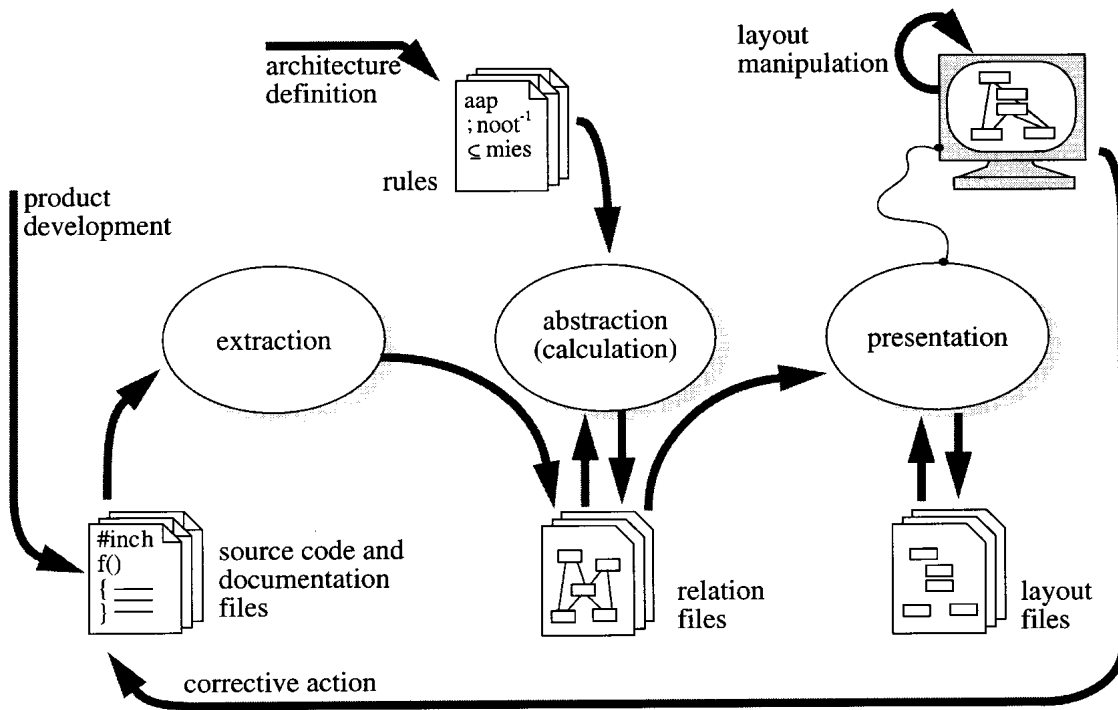 layout
manipulation
architecture
definition
aap
; noot⁻¹
⊆ mies
rules
product
development
extraction
abstraction
(calculation)
presentation
#inch
f()
{
}
source code and
documentation
files
relation
files
layout
files
corrective action